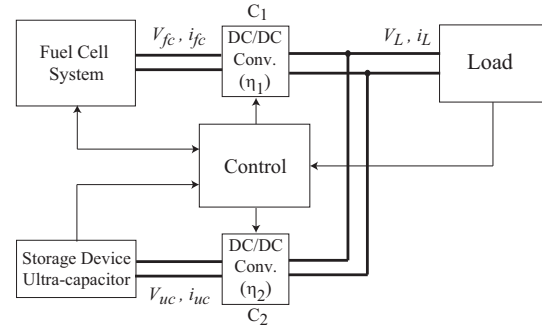 C1
Fuel Cell
System
Vfc , ifc
DC/DC
Conv.
(η1)
VL , iL
Load
Control
Storage Device
Ultra-capacitor
Vuc , iuc
DC/DC
Conv.
(η2)
C2